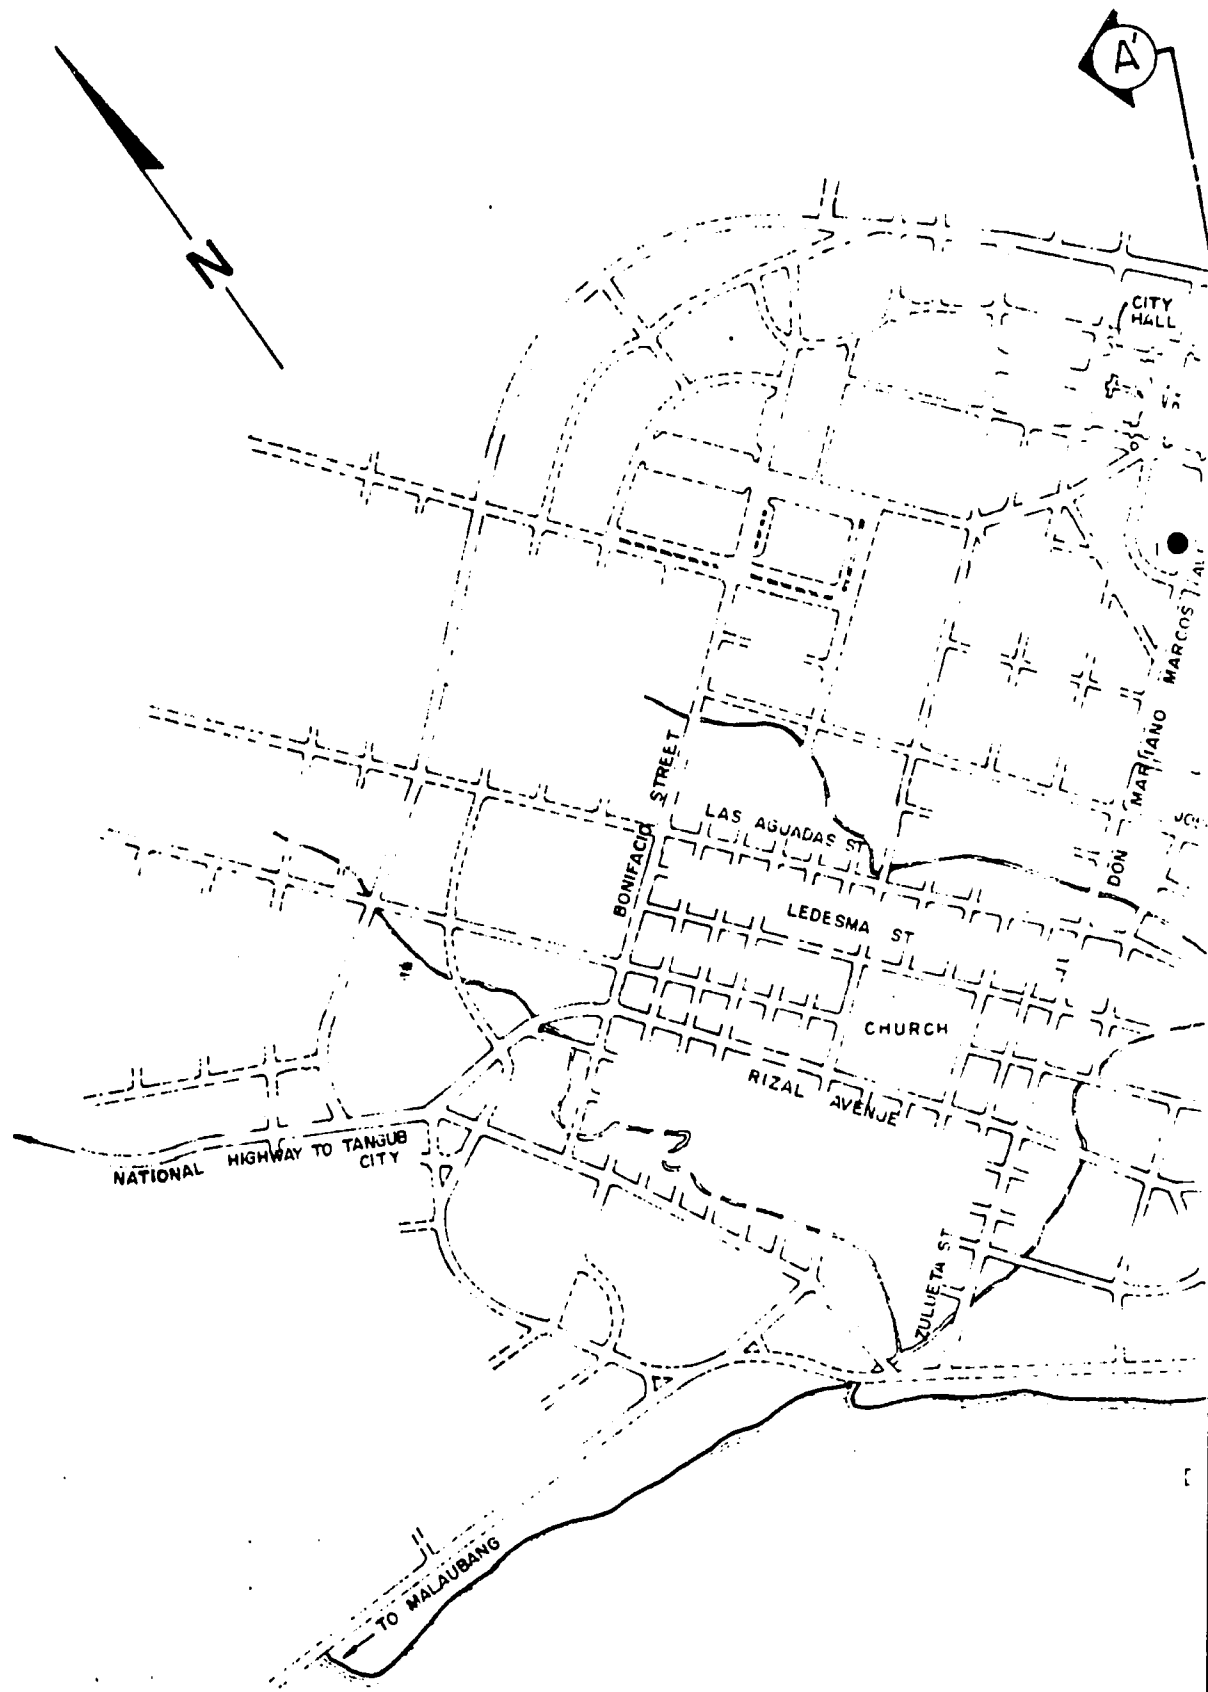 A'
N
CITY
HALL
DON MARIANO MARCOS
BONIFACIO STREET
LAS AGUADAS ST
LEDESMA ST
CHURCH
RIZAL AVENUE
NATIONAL HIGHWAY TO TANGUB
CITY
ZULUETA ST
TO MALAUBANG